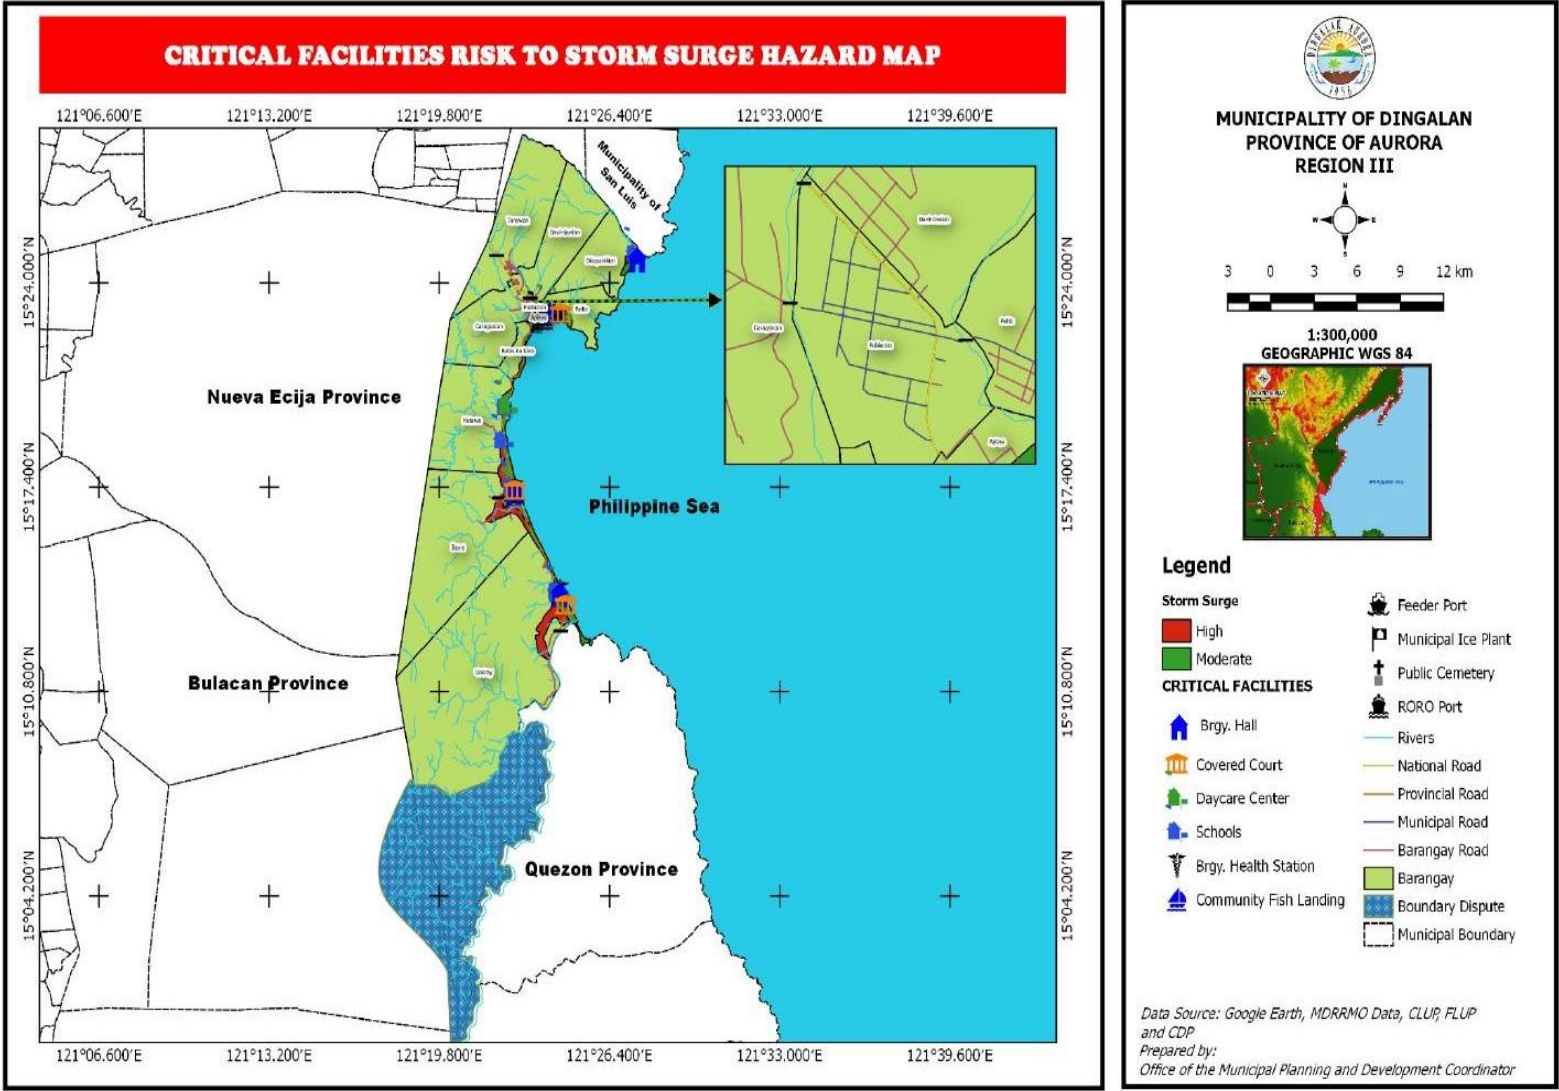 CRITICAL FACILITIES RISK TO STORM SURGE HAZARD MAP
121°06.600'E 121°13.200'E 121°19.800'E 121°26.400'E 121°33.000'E 121°39.600'E
15°24.000'N
15°17.400'N
15°10.800'N
15°04.200'N
Municipality of
San Luis
Nueva Ecija Province
Philippine Sea
Bulacan Province
Quezon Province
Poblacion
Paltic
15°24.000'N
15°17.400'N
15°10.800'N
15°04.200'N
121°06.600'E 121°13.200'E 121°19.800'E 121°26.400'E 121°33.000'E 121°39.600'E
DINGALAN AURORA
1956
MUNICIPALITY OF DINGALAN
PROVINCE OF AURORA
REGION III
N
W E
S
3 0 3 6 9 12 km
1:300,000
GEOGRAPHIC WGS 84
LOCATION MAP
Legend
Storm Surge
High
Moderate
CRITICAL FACILITIES
Brgy. Hall
Covered Court
Daycare Center
Schools
Brgy. Health Station
Community Fish Landing
Feeder Port
Municipal Ice Plant
Public Cemetery
RORO Port
Rivers
National Road
Provincial Road
Municipal Road
Barangay Road
Barangay
Boundary Dispute
Municipal Boundary
Data Source: Google Earth, MDRRMO Data, CLUP, FLUP
and CDP
Prepared by:
Office of the Municipal Planning and Development Coordinator